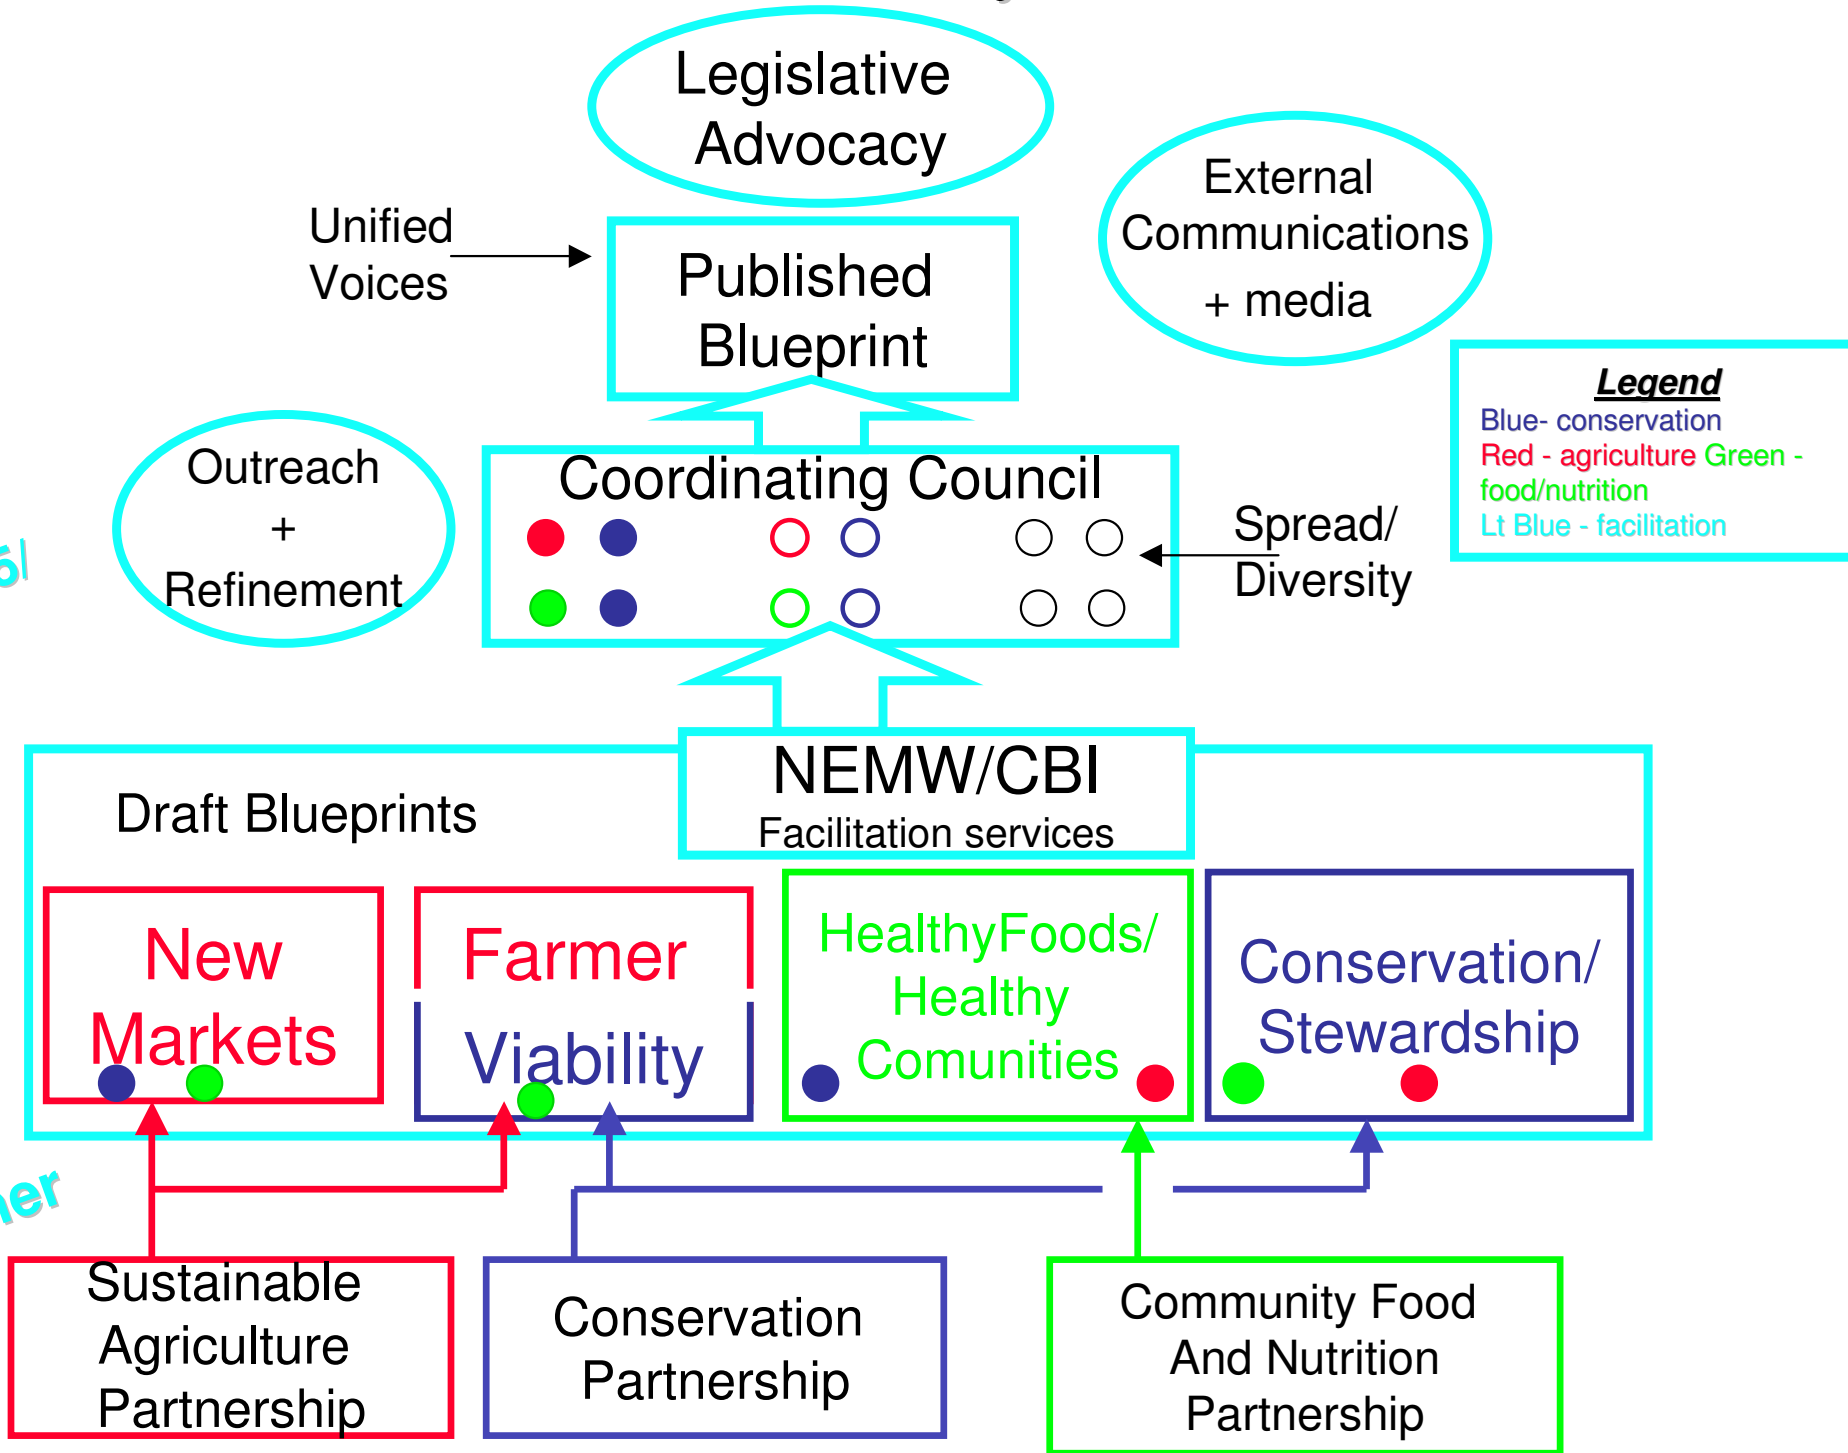 Legislative
Advocacy
External
Communications
+ media
Unified
Voices
Published
Blueprint
Legend
Blue- conservation
Red - agriculture Green -
food/nutrition
Lt Blue - facilitation
Outreach
+
Refinement
Coordinating Council
Spread/
Diversity
NEMW/CBI
Facilitation services
Draft Blueprints
New
Markets
Farmer
Viability
HealthyFoods/
Healthy
Comunities
Conservation/
Stewardship
Sustainable
Agriculture
Partnership
Conservation
Partnership
Community Food
And Nutrition
Partnership